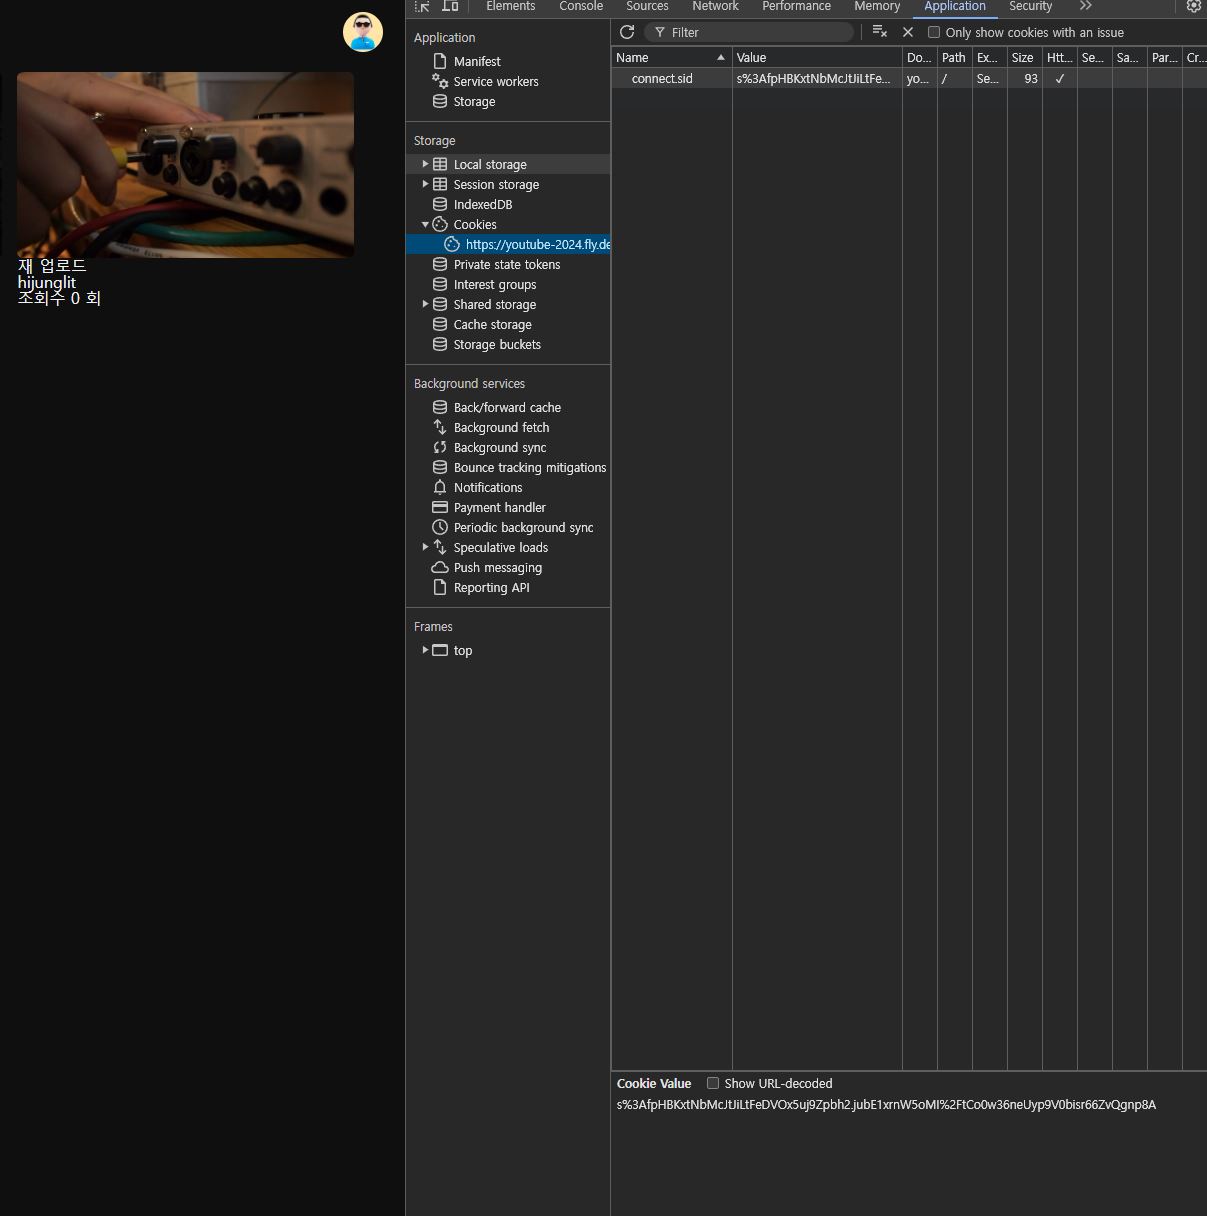 재 업로드
hijunglit
조회수 0 회
Elements Console Sources Network Performance Memory Application Security
Application
Manifest
Service workers
Storage
Storage
Local storage
Session storage
IndexedDB
Cookies
https://youtube-2024.fly.de
Private state tokens
Interest groups
Shared storage
Cache storage
Storage buckets
Background services
Back/forward cache
Background fetch
Background sync
Bounce tracking mitigations
Notifications
Payment handler
Periodic background sync
Speculative loads
Push messaging
Reporting API
Frames
top
Filter Only show cookies with an issue
Name Value Do... Path Ex... Size Htt... Se... Sa... Par... Cr...
connect.sid s%3AfpHBKxtNbMcJtJiLtFe... yo... / Se... 93 ✓
Cookie Value Show URL-decoded
s%3AfpHBKxtNbMcJtJiLtFeDVOx5uj9Zpbh2.jubE1xrnW5oMI%2FtCo0w36neUyp9V0bisr66ZvQgnp8A